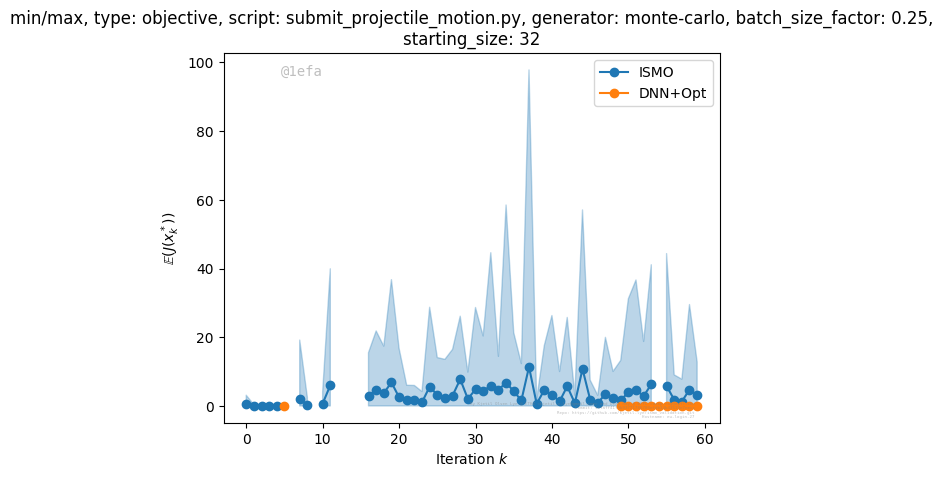 min/max, type: objective, script: submit_projectile_motion.py, generator: monte-carlo, batch_size_factor: 0.25,
starting_size: 32
@1efa
ISMO
DNN+Opt
100
80
60
40
20
0
𝔼(J(x_k^*))
0 10 20 30 40 50 60
Iteration k